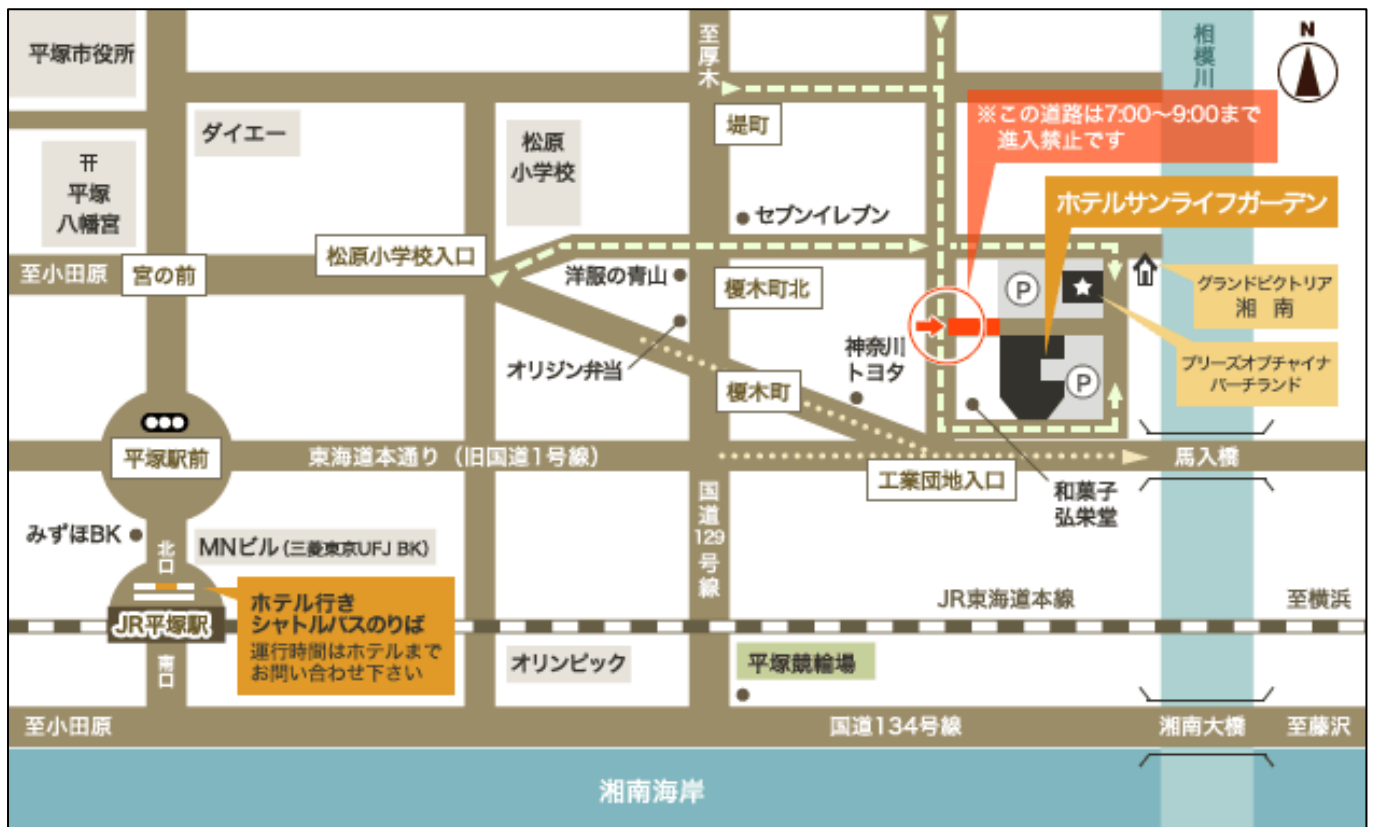 平塚市役所
至厚木
相模川
N
ダイエー
松原
小学校
堤町
※この道路は7:00～9:00まで
進入禁止です
平塚
八幡宮
ホテルサンライフガーデン
セブンイレブン
松原小学校入口
至小田原
宮の前
洋服の青山
榎木町北
P
グランドビクトリア
湘 南
神奈川
トヨタ
オリジン弁当
榎木町
P
ブリーズオブチャイナ
バーチランド
平塚駅前
東海道本通り（旧国道1号線）
工業団地入口
馬入橋
和菓子
弘栄堂
国道129号線
みずほBK
北口
MNビル（三菱東京UFJ BK）
ホテル行き
シャトルバスのりば
運行時間はホテルまで
お問い合わせ下さい
JR東海道本線
至横浜
JR平塚駅
南口
オリンピック
平塚競輪場
至小田原
国道134号線
湘南大橋
至藤沢
湘南海岸